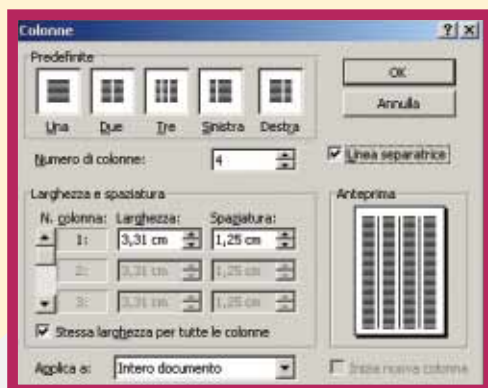 Colonne
Predefinite
OK
Annulla
Una Due Tre Sinistra Destra
Numero di colonne: 4
Linea separatrice
Larghezza e spaziatura
Anteprima
N. colonna: Larghezza: Spaziatura:
1: 3,31 cm 1,25 cm
2: 3,31 cm 1,25 cm
3: 3,31 cm 1,25 cm
Stessa larghezza per tutte le colonne
Applica a: Intero documento
Inizia nuova colonna